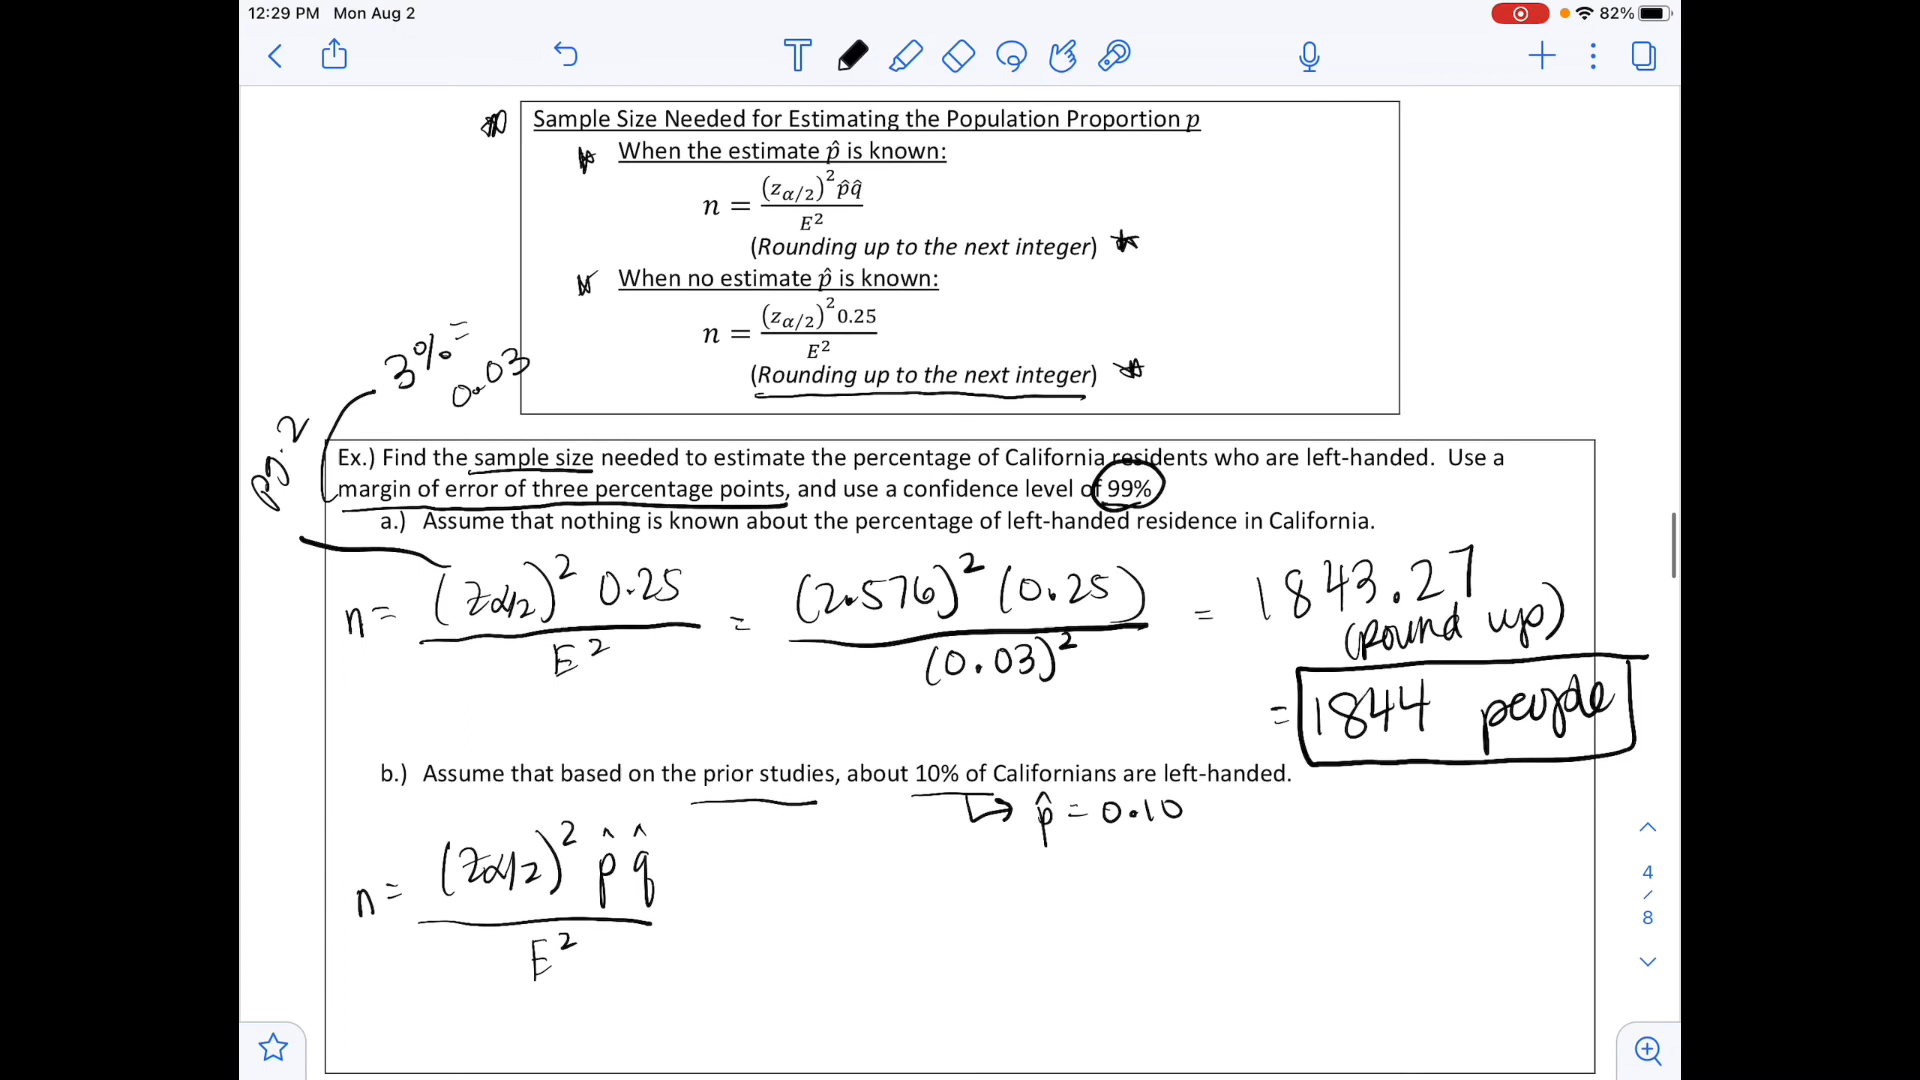 12:29 PM Mon Aug 2
82%
Sample Size Needed for Estimating the Population Proportion p
When the estimate p̂ is known:
n = (z_{α/2})² p̂q̂ / E²
(Rounding up to the next integer)
When no estimate p̂ is known:
n = (z_{α/2})² 0.25 / E²
(Rounding up to the next integer)
3% =
0.03
pg. 2
Ex.) Find the sample size needed to estimate the percentage of California residents who are left-handed. Use a
margin of error of three percentage points, and use a confidence level of 99%
a.) Assume that nothing is known about the percentage of left-handed residence in California.
n = (zα/2)² 0.25 / E² = (2.576)² (0.25) / (0.03)² = 1843.27
(round up)
= 1844 people
b.) Assume that based on the prior studies, about 10% of Californians are left-handed.
p̂ = 0.10
n = (zα/2)² p̂ q̂ / E²
4
/
8